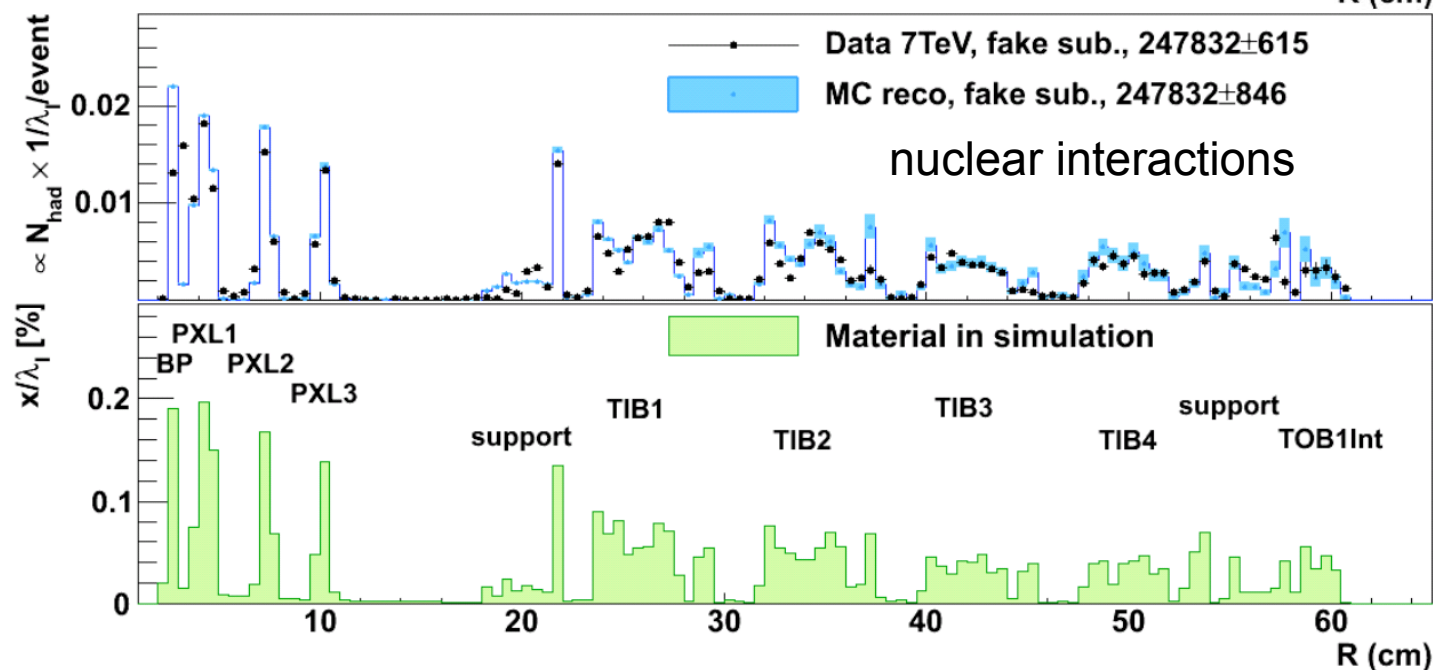 R (cm)
Data 7TeV, fake sub., 247832±615
MC reco, fake sub., 247832±846
nuclear interactions
∝ N_had × 1/λ_I/event
0.02
0.01
Material in simulation
x/λ_I [%]
PXL1
BP
PXL2
PXL3
support
TIB1
TIB2
TIB3
TIB4
support
TOB1Int
0.2
0.1
0
10 20 30 40 50 60
R (cm)